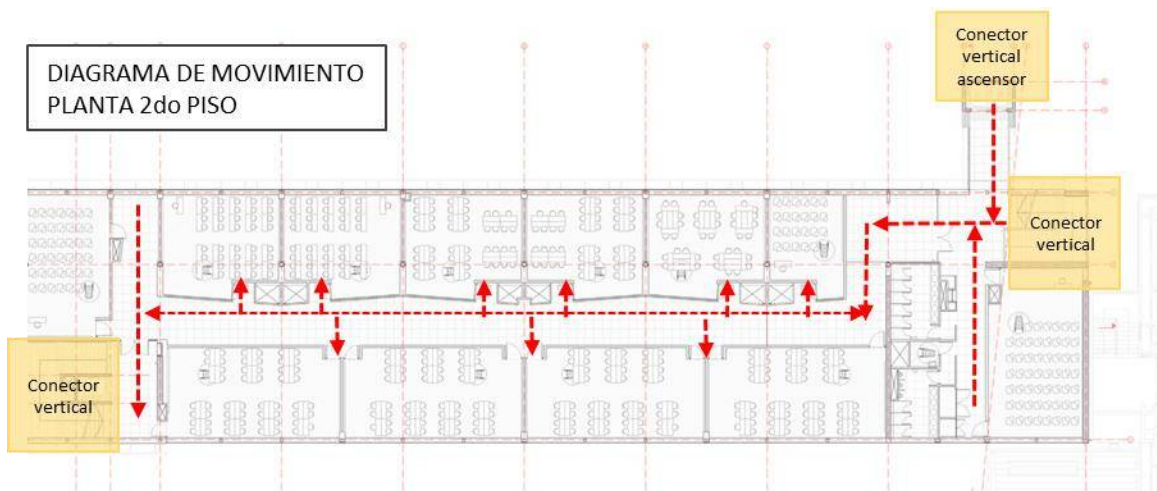 DIAGRAMA DE MOVIMIENTO
PLANTA 2do PISO
Conector
vertical
ascensor
Conector
vertical
Conector
vertical